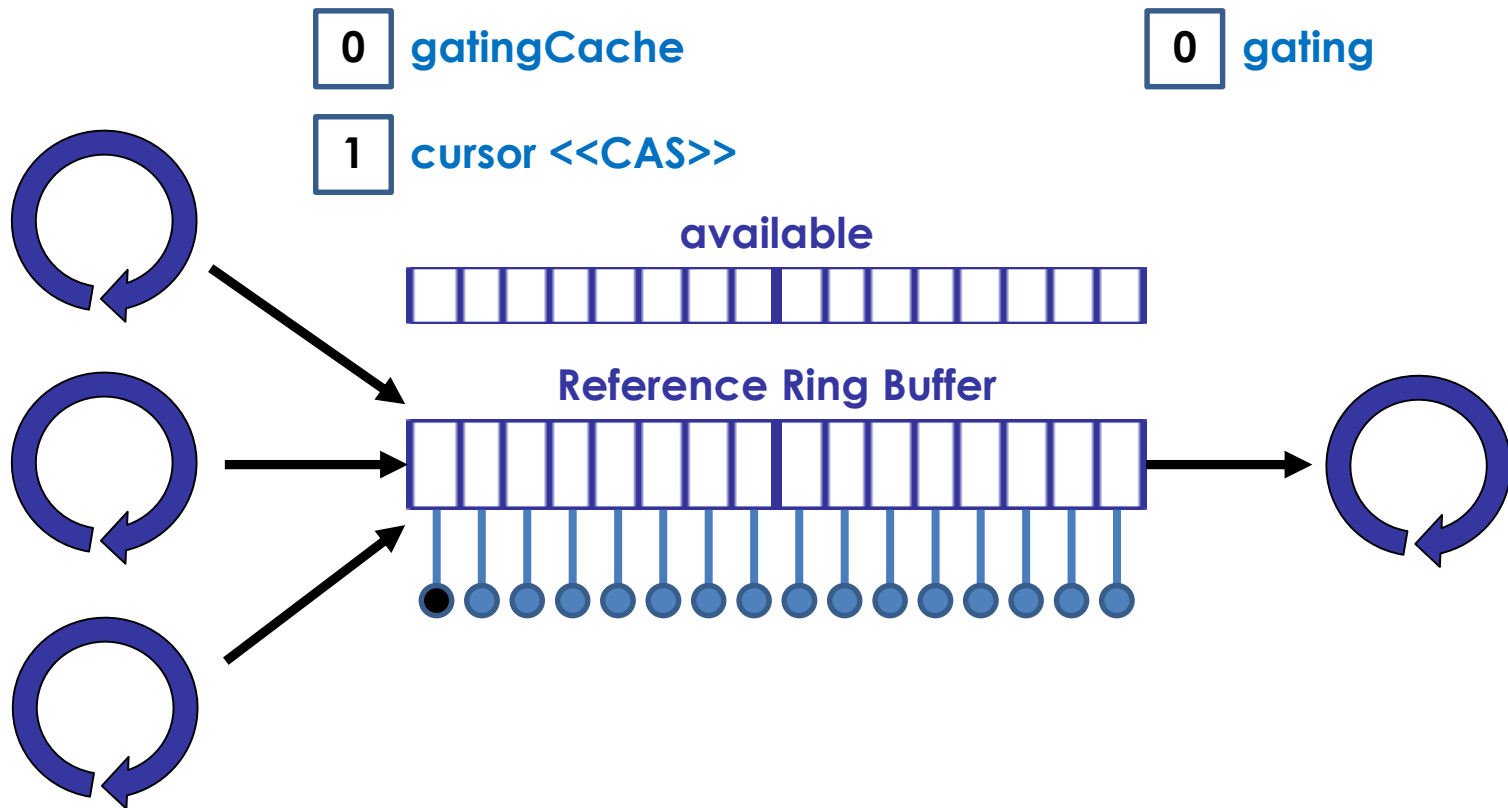 0 gatingCache
0 gating
1 cursor <<CAS>>
available
Reference Ring Buffer